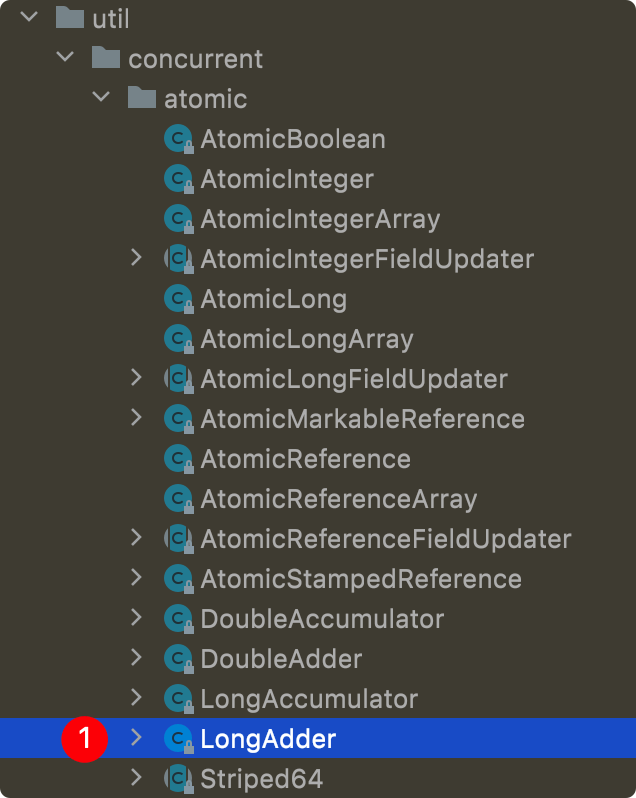 util
concurrent
atomic
AtomicBoolean
AtomicInteger
AtomicIntegerArray
AtomicIntegerFieldUpdater
AtomicLong
AtomicLongArray
AtomicLongFieldUpdater
AtomicMarkableReference
AtomicReference
AtomicReferenceArray
AtomicReferenceFieldUpdater
AtomicStampedReference
DoubleAccumulator
DoubleAdder
LongAccumulator
1 LongAdder
Striped64